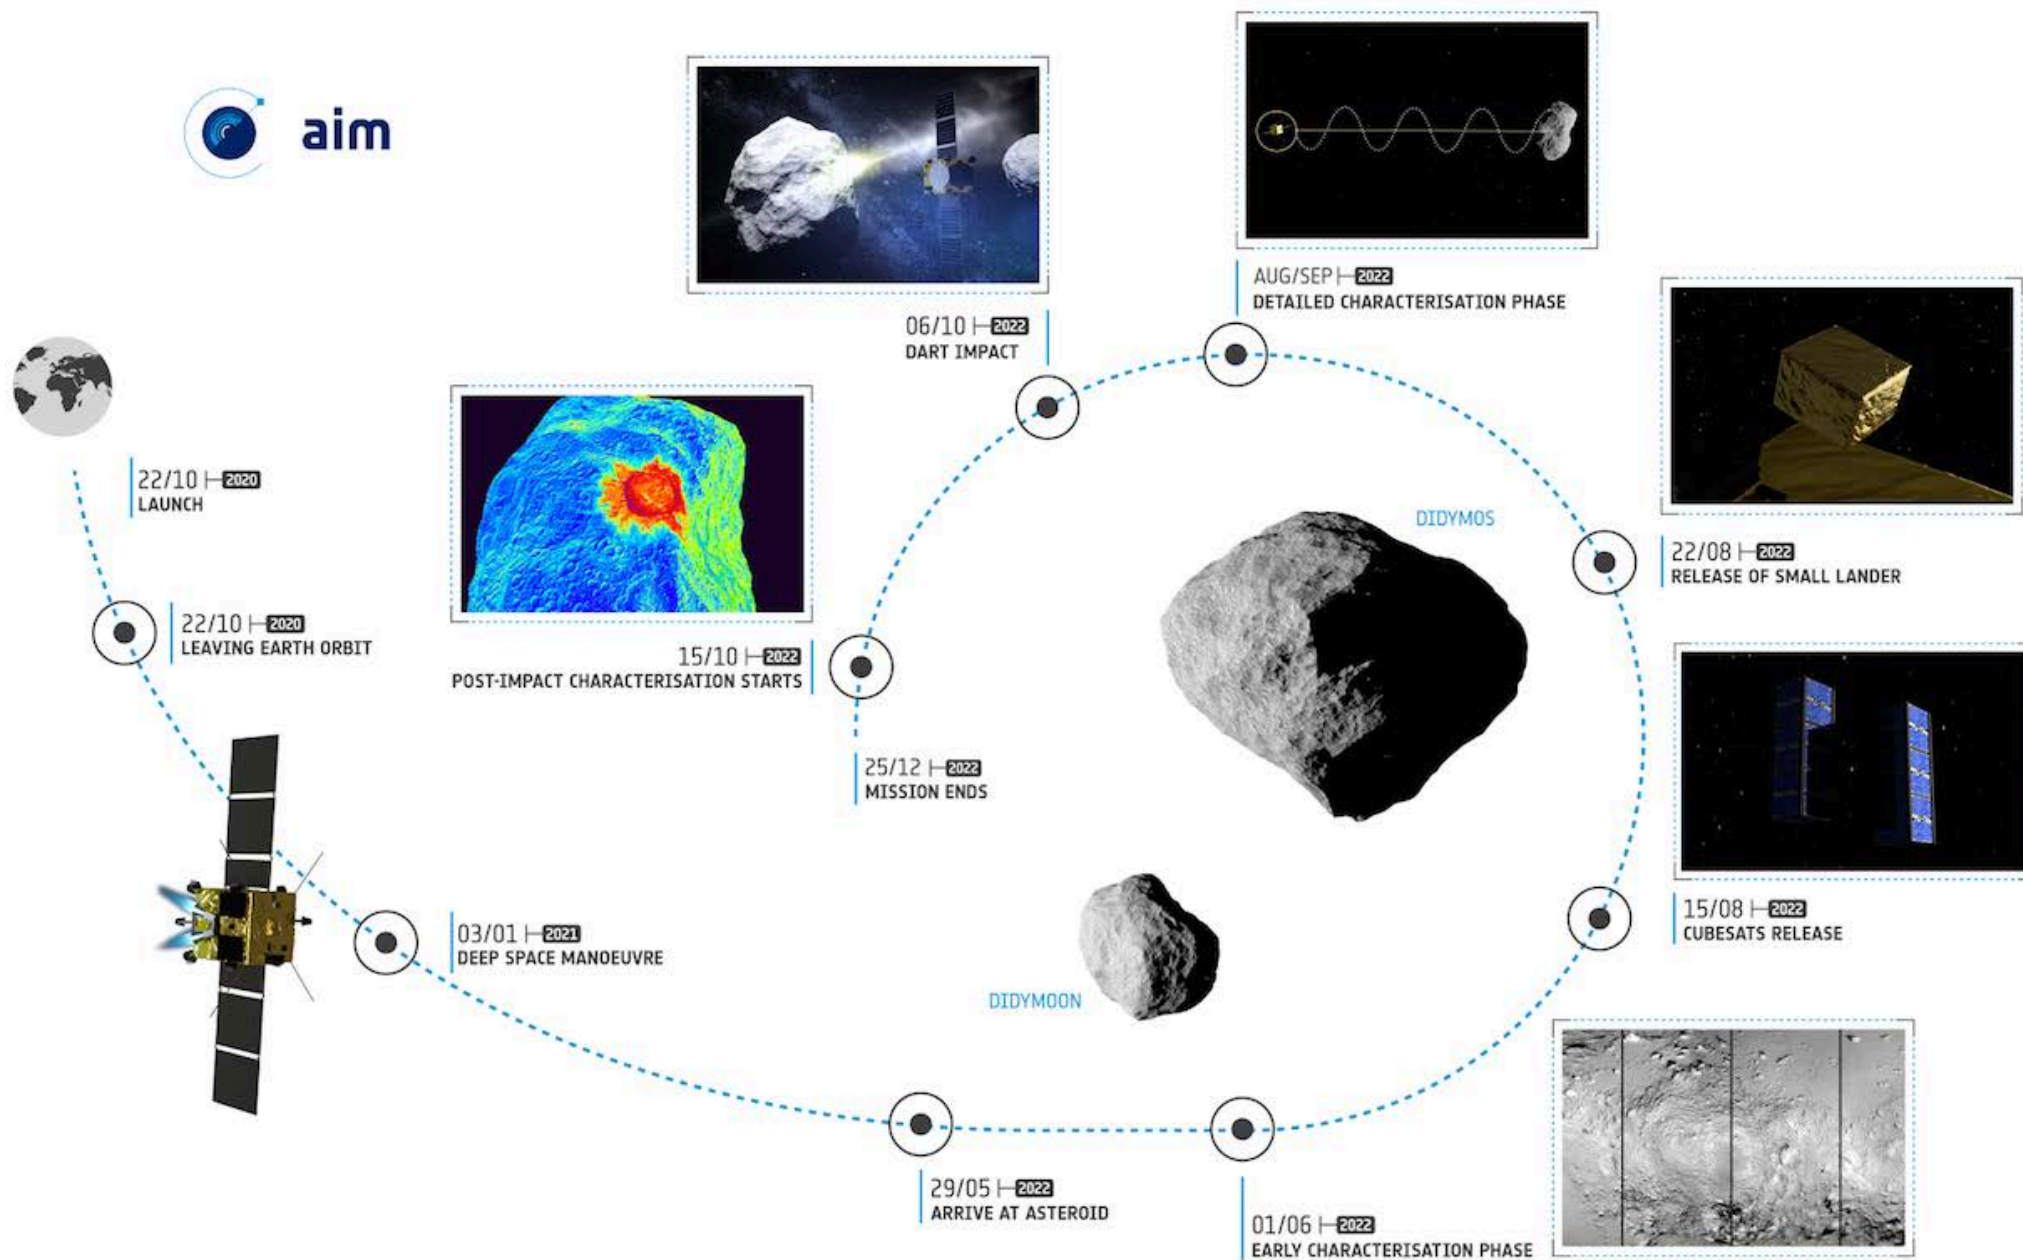 aim
22/10 2020
LAUNCH
22/10 2020
LEAVING EARTH ORBIT
03/01 2021
DEEP SPACE MANOEUVRE
29/05 2022
ARRIVE AT ASTEROID
01/06 2022
EARLY CHARACTERISATION PHASE
15/08 2022
CUBESATS RELEASE
22/08 2022
RELEASE OF SMALL LANDER
AUG/SEP 2022
DETAILED CHARACTERISATION PHASE
06/10 2022
DART IMPACT
15/10 2022
POST-IMPACT CHARACTERISATION STARTS
25/12 2022
MISSION ENDS
DIDYMOS
DIDYMOON